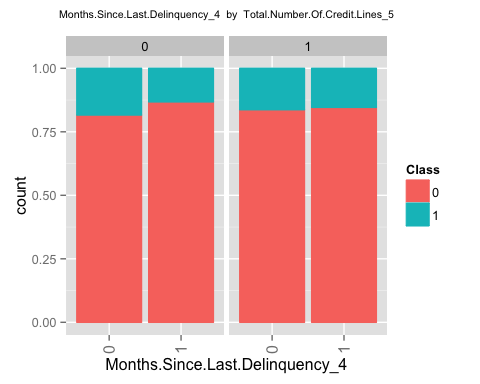 Months.Since.Last.Delinquency_4 by Total.Number.Of.Credit.Lines_5
0 1
1.00
0.75
0.50
0.25
0.00
count
0 1 0 1
Months.Since.Last.Delinquency_4
Class
0
1